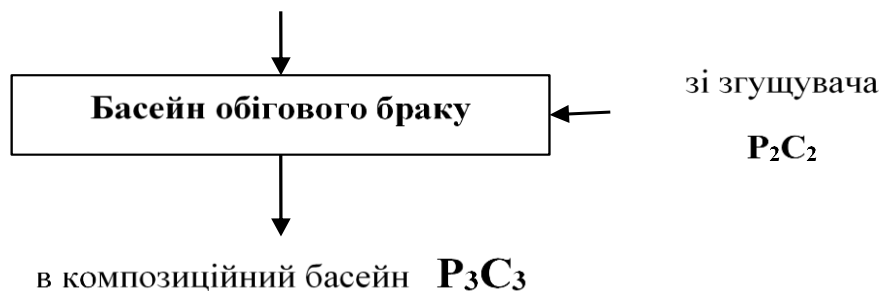 Басейн обігового браку
зі згущувача
P₂C₂
в композиційний басейн P₃C₃